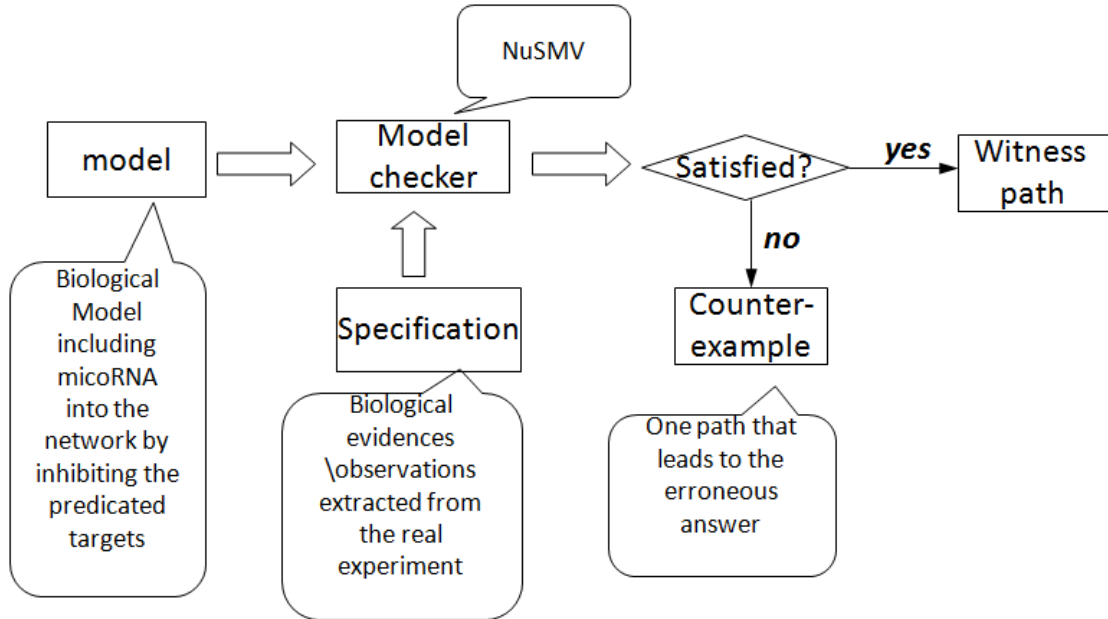 NuSMV
model
Model
checker
Satisfied?
yes
Witness
path
no
Biological
Model
including
micoRNA
into the
network by
inhibiting the
predicated
targets
Specification
Counter-
example
Biological
evidences
\observations
extracted from
the real
experiment
One path that
leads to the
erroneous
answer